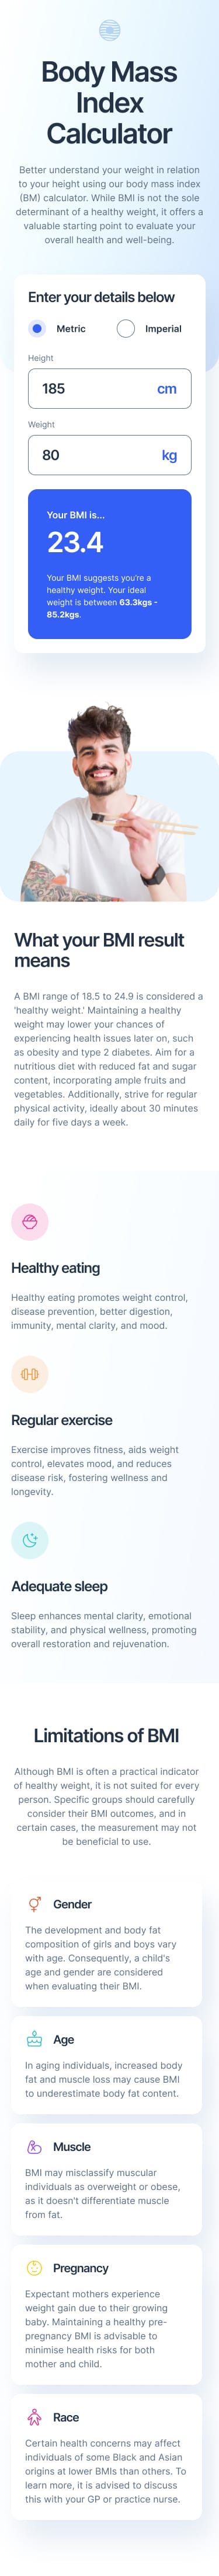 Body Mass
Index
Calculator
Better understand your weight in relation
to your height using our body mass index
(BM) calculator. While BMI is not the sole
determinant of a healthy weight, it offers a
valuable starting point to evaluate your
overall health and well-being.
Enter your details below
Metric Imperial
Height
185 cm
Weight
80 kg
Your BMI is...
23.4
Your BMI suggests you're a
healthy weight. Your ideal
weight is between 63.3kgs -
85.2kgs.
What your BMI result
means
A BMI range of 18.5 to 24.9 is considered a
'healthy weight.' Maintaining a healthy
weight may lower your chances of
experiencing health issues later on, such
as obesity and type 2 diabetes. Aim for a
nutritious diet with reduced fat and sugar
content, incorporating ample fruits and
vegetables. Additionally, strive for regular
physical activity, ideally about 30 minutes
daily for five days a week.
Healthy eating
Healthy eating promotes weight control,
disease prevention, better digestion,
immunity, mental clarity, and mood.
Regular exercise
Exercise improves fitness, aids weight
control, elevates mood, and reduces
disease risk, fostering wellness and
longevity.
Adequate sleep
Sleep enhances mental clarity, emotional
stability, and physical wellness, promoting
overall restoration and rejuvenation.
Limitations of BMI
Although BMI is often a practical indicator
of healthy weight, it is not suited for every
person. Specific groups should carefully
consider their BMI outcomes, and in
certain cases, the measurement may not
be beneficial to use.
Gender
The development and body fat
composition of girls and boys vary
with age. Consequently, a child's
age and gender are considered
when evaluating their BMI.
Age
In aging individuals, increased body
fat and muscle loss may cause BMI
to underestimate body fat content.
Muscle
BMI may misclassify muscular
individuals as overweight or obese,
as it doesn't differentiate muscle
from fat.
Pregnancy
Expectant mothers experience
weight gain due to their growing
baby. Maintaining a healthy pre-
pregnancy BMI is advisable to
minimise health risks for both
mother and child.
Race
Certain health concerns may affect
individuals of some Black and Asian
origins at lower BMIs than others. To
learn more, it is advised to discuss
this with your GP or practice nurse.